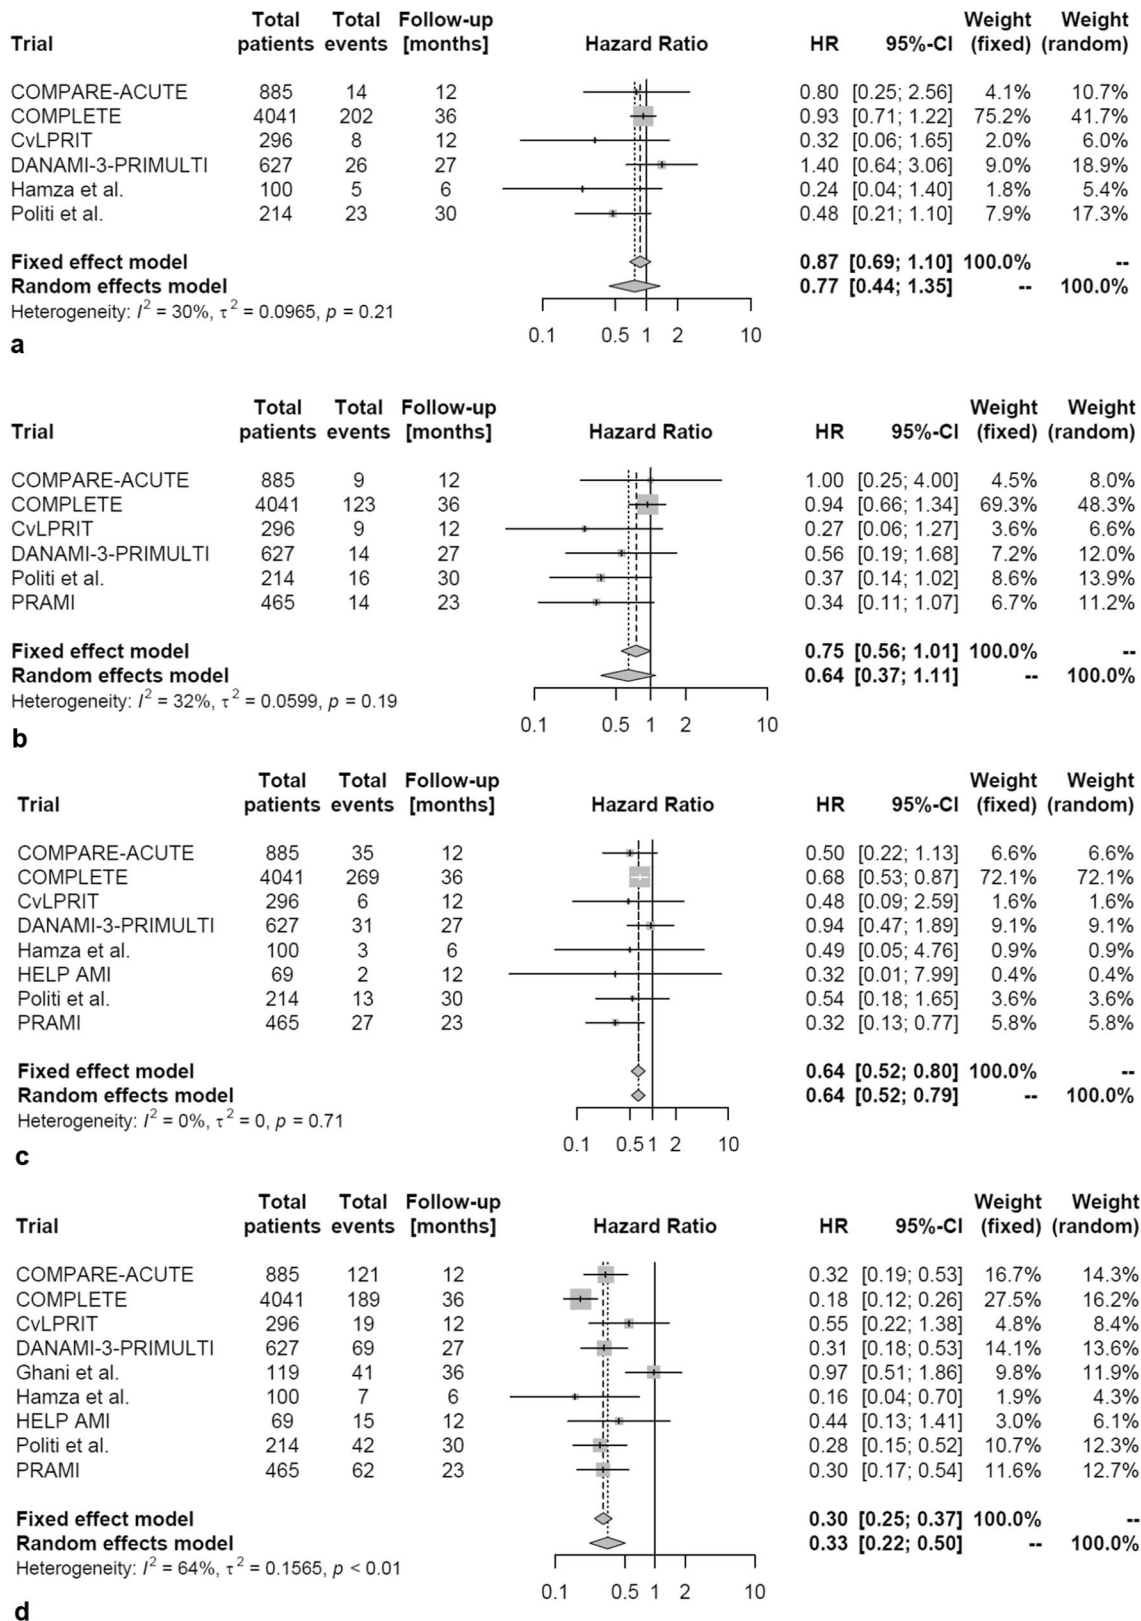 Total Total Follow-up Weight Weight
Trial patients events [months] Hazard Ratio HR 95%-CI (fixed) (random)
COMPARE-ACUTE 885 14 12 0.80 [0.25; 2.56] 4.1% 10.7%
COMPLETE 4041 202 36 0.93 [0.71; 1.22] 75.2% 41.7%
CvLPRIT 296 8 12 0.32 [0.06; 1.65] 2.0% 6.0%
DANAMI-3-PRIMULTI 627 26 27 1.40 [0.64; 3.06] 9.0% 18.9%
Hamza et al. 100 5 6 0.24 [0.04; 1.40] 1.8% 5.4%
Politi et al. 214 23 30 0.48 [0.21; 1.10] 7.9% 17.3%
Fixed effect model 0.87 [0.69; 1.10] 100.0% --
Random effects model 0.77 [0.44; 1.35] -- 100.0%
Heterogeneity: I² = 30%, τ² = 0.0965, p = 0.21
0.1 0.5 1 2 10
a
Total Total Follow-up Weight Weight
Trial patients events [months] Hazard Ratio HR 95%-CI (fixed) (random)
COMPARE-ACUTE 885 9 12 1.00 [0.25; 4.00] 4.5% 8.0%
COMPLETE 4041 123 36 0.94 [0.66; 1.34] 69.3% 48.3%
CvLPRIT 296 9 12 0.27 [0.06; 1.27] 3.6% 6.6%
DANAMI-3-PRIMULTI 627 14 27 0.56 [0.19; 1.68] 7.2% 12.0%
Politi et al. 214 16 30 0.37 [0.14; 1.02] 8.6% 13.9%
PRAMI 465 14 23 0.34 [0.11; 1.07] 6.7% 11.2%
Fixed effect model 0.75 [0.56; 1.01] 100.0% --
Random effects model 0.64 [0.37; 1.11] -- 100.0%
Heterogeneity: I² = 32%, τ² = 0.0599, p = 0.19
0.1 0.5 1 2 10
b
Total Total Follow-up Weight Weight
Trial patients events [months] Hazard Ratio HR 95%-CI (fixed) (random)
COMPARE-ACUTE 885 35 12 0.50 [0.22; 1.13] 6.6% 6.6%
COMPLETE 4041 269 36 0.68 [0.53; 0.87] 72.1% 72.1%
CvLPRIT 296 6 12 0.48 [0.09; 2.59] 1.6% 1.6%
DANAMI-3-PRIMULTI 627 31 27 0.94 [0.47; 1.89] 9.1% 9.1%
Hamza et al. 100 3 6 0.49 [0.05; 4.76] 0.9% 0.9%
HELP AMI 69 2 12 0.32 [0.01; 7.99] 0.4% 0.4%
Politi et al. 214 13 30 0.54 [0.18; 1.65] 3.6% 3.6%
PRAMI 465 27 23 0.32 [0.13; 0.77] 5.8% 5.8%
Fixed effect model 0.64 [0.52; 0.80] 100.0% --
Random effects model 0.64 [0.52; 0.79] -- 100.0%
Heterogeneity: I² = 0%, τ² = 0, p = 0.71
0.1 0.5 1 2 10
c
Total Total Follow-up Weight Weight
Trial patients events [months] Hazard Ratio HR 95%-CI (fixed) (random)
COMPARE-ACUTE 885 121 12 0.32 [0.19; 0.53] 16.7% 14.3%
COMPLETE 4041 189 36 0.18 [0.12; 0.26] 27.5% 16.2%
CvLPRIT 296 19 12 0.55 [0.22; 1.38] 4.8% 8.4%
DANAMI-3-PRIMULTI 627 69 27 0.31 [0.18; 0.53] 14.1% 13.6%
Ghani et al. 119 41 36 0.97 [0.51; 1.86] 9.8% 11.9%
Hamza et al. 100 7 6 0.16 [0.04; 0.70] 1.9% 4.3%
HELP AMI 69 15 12 0.44 [0.13; 1.41] 3.0% 6.1%
Politi et al. 214 42 30 0.28 [0.15; 0.52] 10.7% 12.3%
PRAMI 465 62 23 0.30 [0.17; 0.54] 11.6% 12.7%
Fixed effect model 0.30 [0.25; 0.37] 100.0% --
Random effects model 0.33 [0.22; 0.50] -- 100.0%
Heterogeneity: I² = 64%, τ² = 0.1565, p < 0.01
0.1 0.5 1 2 10
d